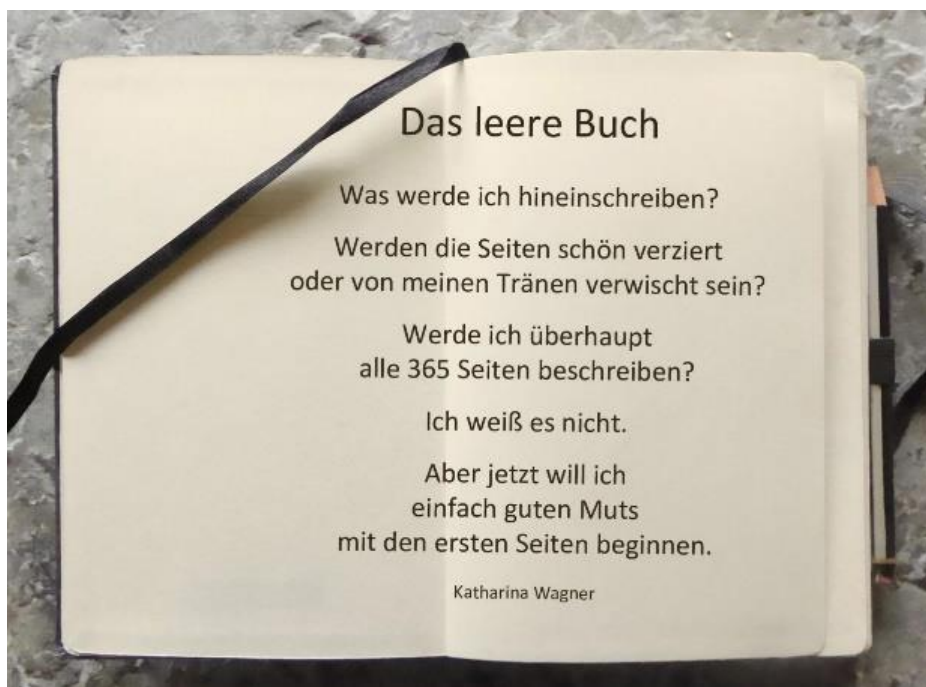 Das leere Buch
Was werde ich hineinschreiben?
Werden die Seiten schön verziert
oder von meinen Tränen verwischt sein?
Werde ich überhaupt
alle 365 Seiten beschreiben?
Ich weiß es nicht.
Aber jetzt will ich
einfach guten Muts
mit den ersten Seiten beginnen.
Katharina Wagner